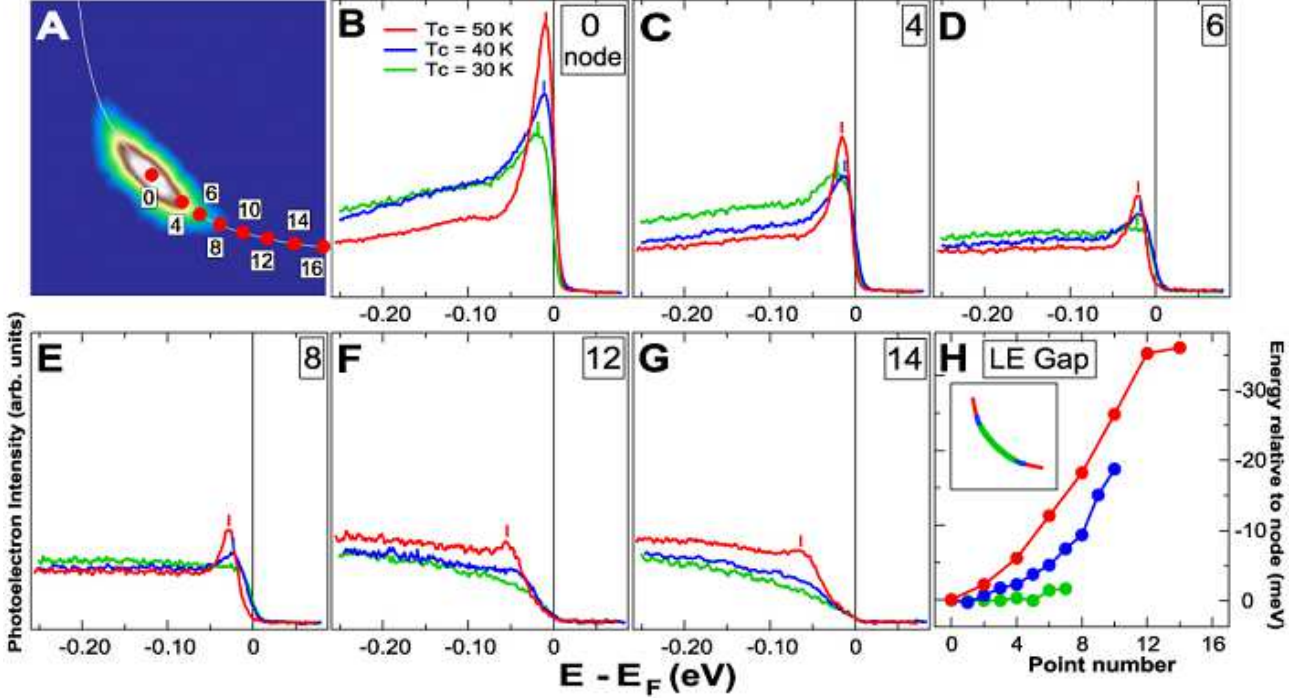 A
0
4
6
8
10
12
14
16
B
Tc = 50 K
Tc = 40 K
Tc = 30 K
0
node
-0.20
-0.10
0
C
4
-0.20
-0.10
0
D
6
-0.20
-0.10
0
Photoelectron Intensity (arb. units)
E
8
-0.20
-0.10
0
F
12
-0.20
-0.10
0
G
14
-0.20
-0.10
0
E - EF (eV)
H
LE Gap
-30
-20
-10
0
Energy relative to node (meV)
0
4
8
12
16
Point number